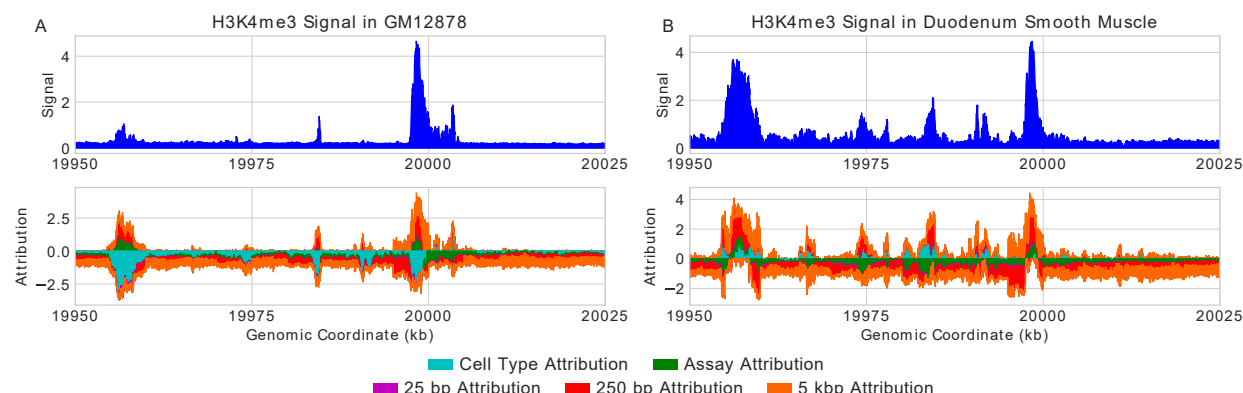 A
H3K4me3 Signal in GM12878
Signal
4
2
0
19950
19975
20000
20025
Attribution
2.5
0.0
−2.5
19950
19975
20000
20025
Genomic Coordinate (kb)
B
H3K4me3 Signal in Duodenum Smooth Muscle
Signal
4
2
0
19950
19975
20000
20025
Attribution
4
2
0
−2
19950
19975
20000
20025
Genomic Coordinate (kb)
Cell Type Attribution
Assay Attribution
25 bp Attribution
250 bp Attribution
5 kbp Attribution